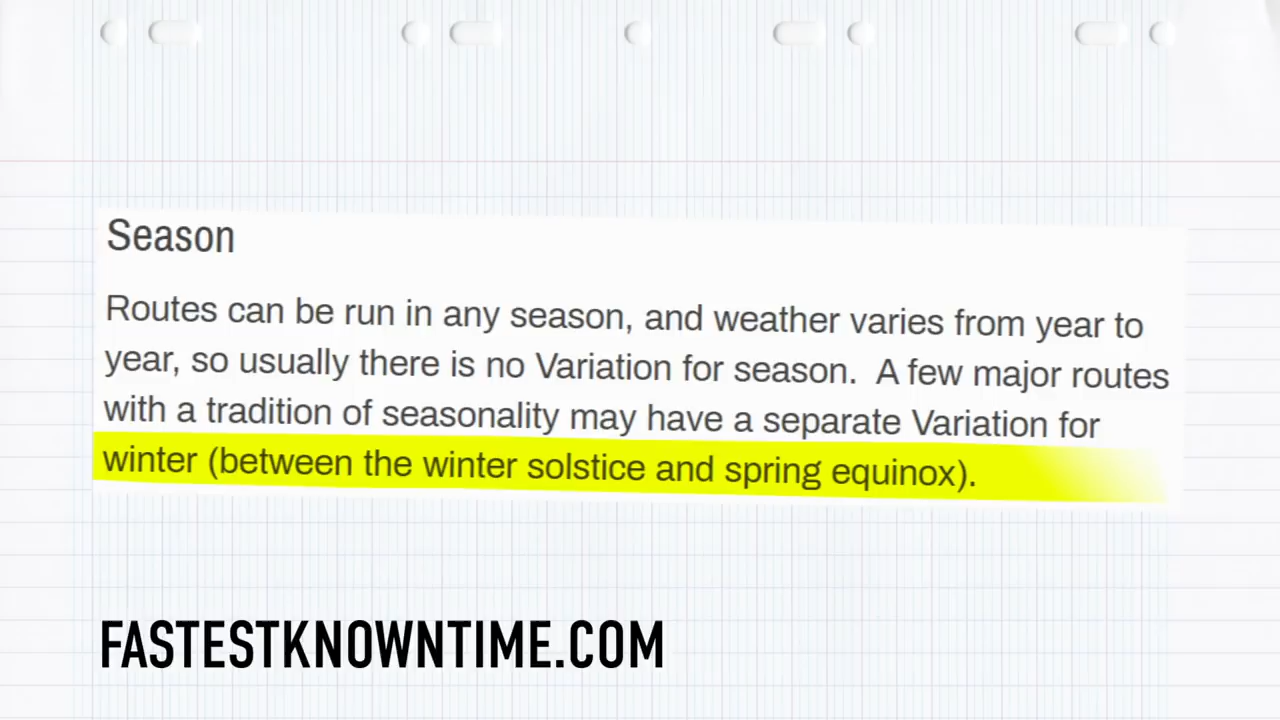 Season
Routes can be run in any season, and weather varies from year to
year, so usually there is no Variation for season.  A few major routes
with a tradition of seasonality may have a separate Variation for
winter (between the winter solstice and spring equinox).
FASTESTKNOWNTIME.COM